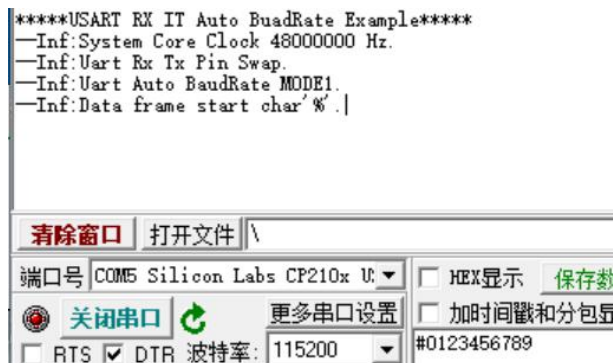 *****USART RX IT Auto BuadRate Example*****
—Inf:System Core Clock 48000000 Hz.
—Inf:Uart Rx Tx Pin Swap.
—Inf:Uart Auto BaudRate MODE1.
—Inf:Data frame start char'%'.
清除窗口 打开文件 \
端口号 COM5 Silicon Labs CP210x HEX显示 保存数
关闭串口 更多串口设置 加时间戳和分包显
RTS DTR 波特率: 115200 #0123456789